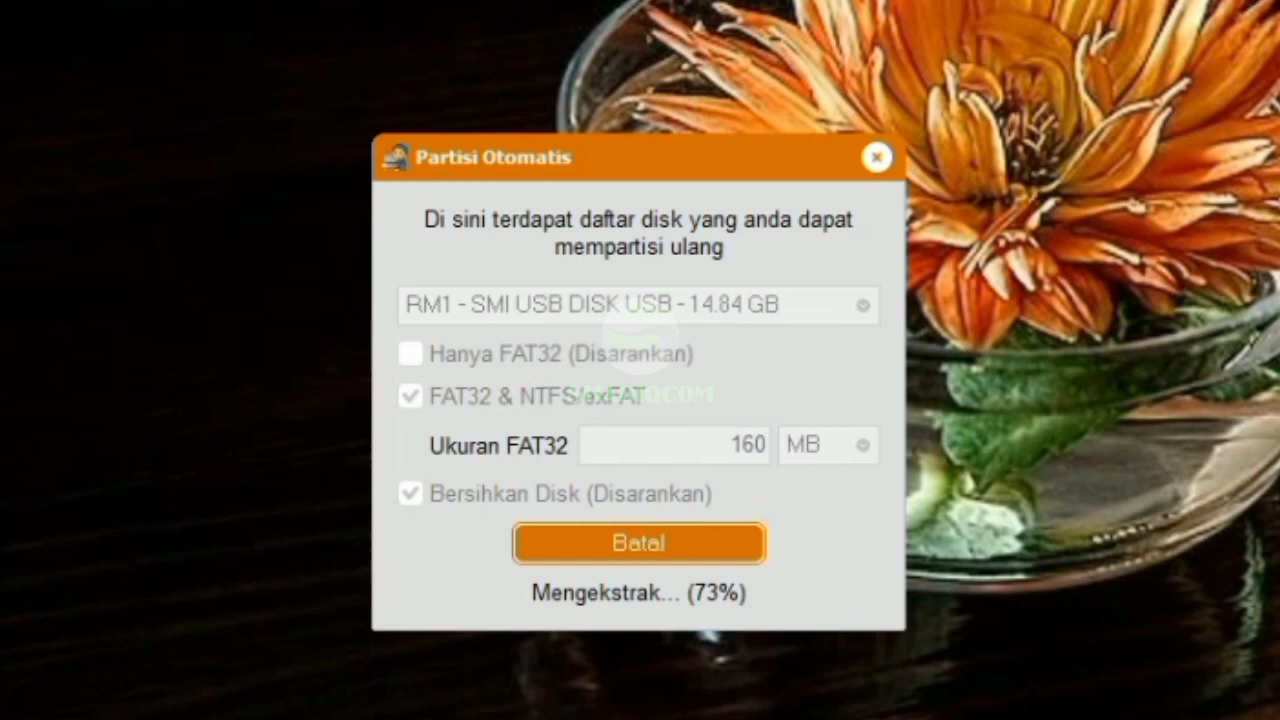 Partisi Otomatis
Di sini terdapat daftar disk yang anda dapat
mempartisi ulang
RM1 - SMI USB DISK USB - 14.84 GB
Hanya FAT32 (Disarankan)
FAT32 & NTFS/exFAT
Ukuran FAT32 160 MB
Bersihkan Disk (Disarankan)
Batal
Mengekstrak... (73%)